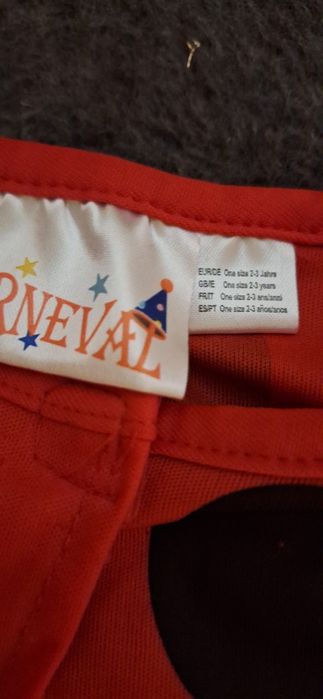 RNEVAL
EUR/DE One size 2-3 Jahre
GB/IE One size 2-3 years
FR/IT One size 2-3 ans/anni
ES/PT One size 2-3 años/anos